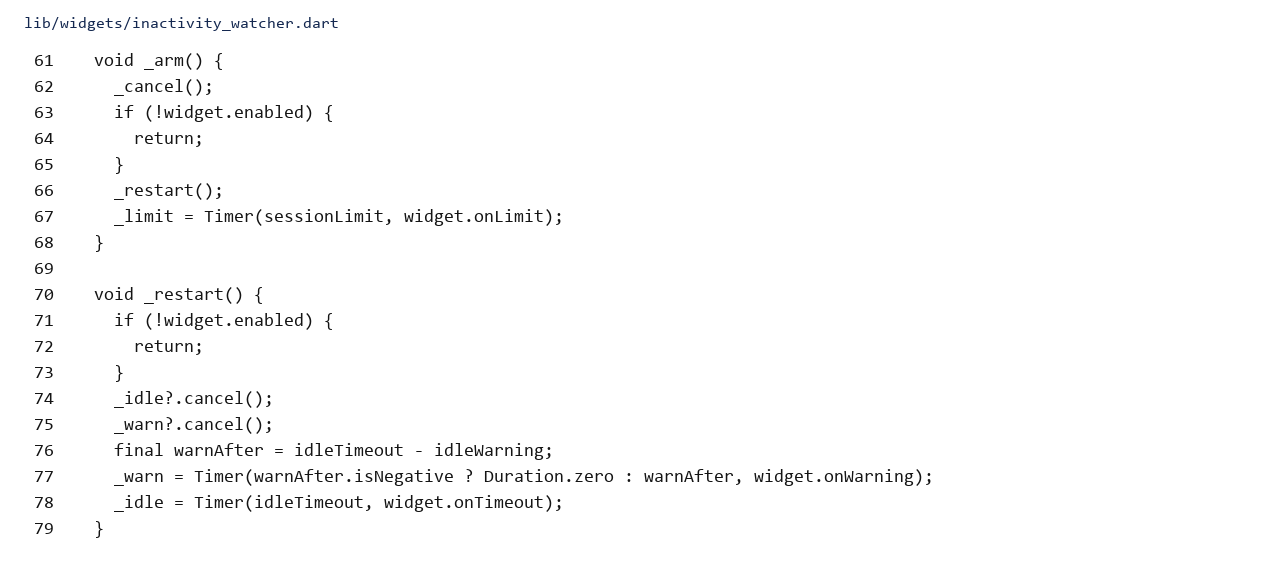 lib/widgets/inactivity_watcher.dart
61    void _arm() {
62      _cancel();
63      if (!widget.enabled) {
64        return;
65      }
66      _restart();
67      _limit = Timer(sessionLimit, widget.onLimit);
68    }
69
70    void _restart() {
71      if (!widget.enabled) {
72        return;
73      }
74      _idle?.cancel();
75      _warn?.cancel();
76      final warnAfter = idleTimeout - idleWarning;
77      _warn = Timer(warnAfter.isNegative ? Duration.zero : warnAfter, widget.onWarning);
78      _idle = Timer(idleTimeout, widget.onTimeout);
79    }